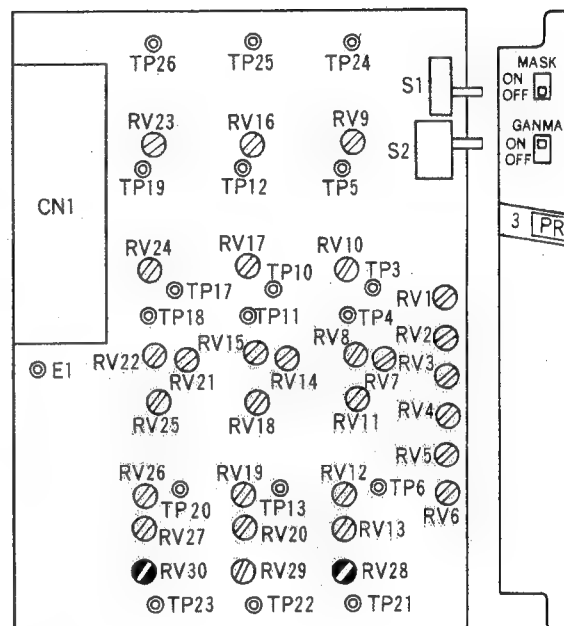 TP26 TP25 TP24
S1
MASK
ON
OFF
RV23 RV16 RV9
S2
GANMA
ON
OFF
TP19 TP12 TP5
CN1
3 PR
RV24 RV17 RV10
TP17 TP10 TP3
RV1
TP18 TP11 TP4
RV2
RV22 RV15 RV8
RV3
E1
RV21 RV14 RV7
RV25 RV18 RV11
RV4
RV5
RV26 RV19 RV12
TP20 TP13 TP6
RV6
RV27 RV20 RV13
RV30 RV29 RV28
TP23 TP22 TP21